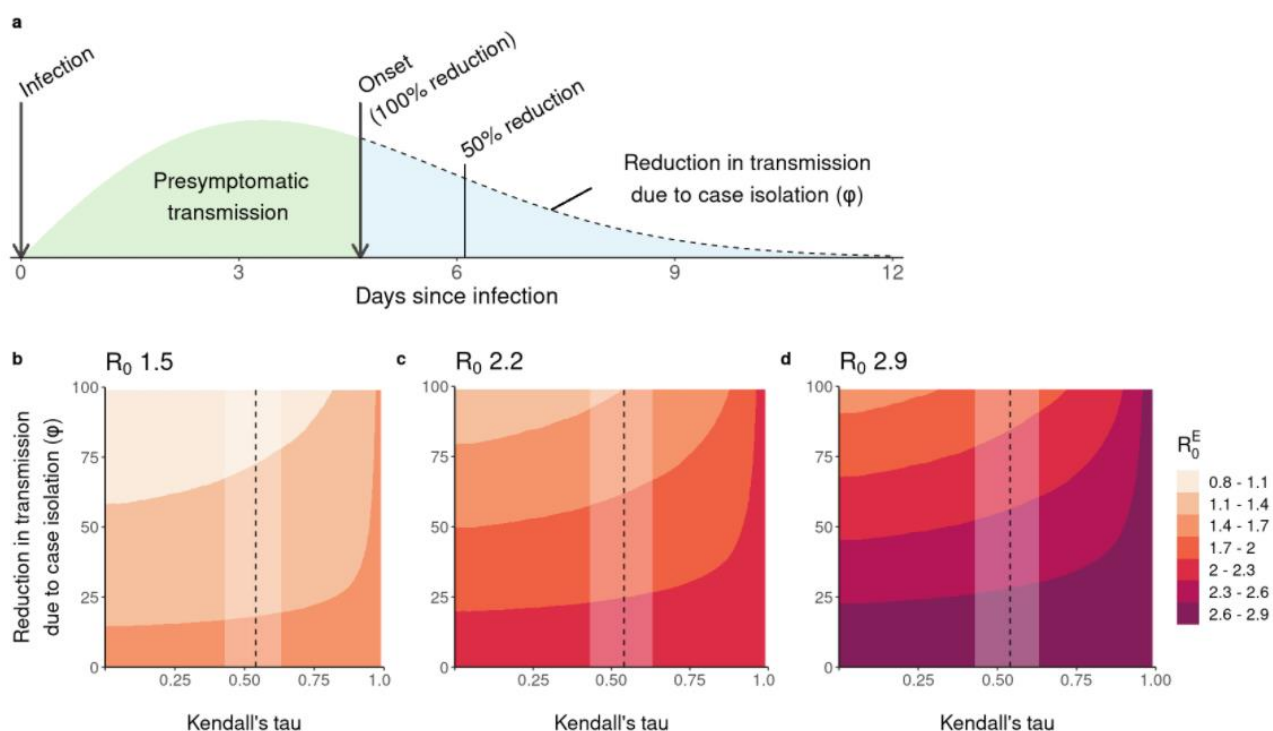 a
Infection
Onset
(100% reduction)
50% reduction
Presymptomatic
transmission
Reduction in transmission
due to case isolation (φ)
0 3 6 9 12
Days since infection
b R₀ 1.5
c R₀ 2.2
d R₀ 2.9
Reduction in transmission
due to case isolation (φ)
100
75
50
25
0
0.25 0.50 0.75 1.0
Kendall's tau
100
75
50
25
0
0.25 0.50 0.75 1.0
Kendall's tau
100
75
50
25
0
0.25 0.50 0.75 1.00
Kendall's tau
R₀ᴱ
0.8 - 1.1
1.1 - 1.4
1.4 - 1.7
1.7 - 2
2 - 2.3
2.3 - 2.6
2.6 - 2.9